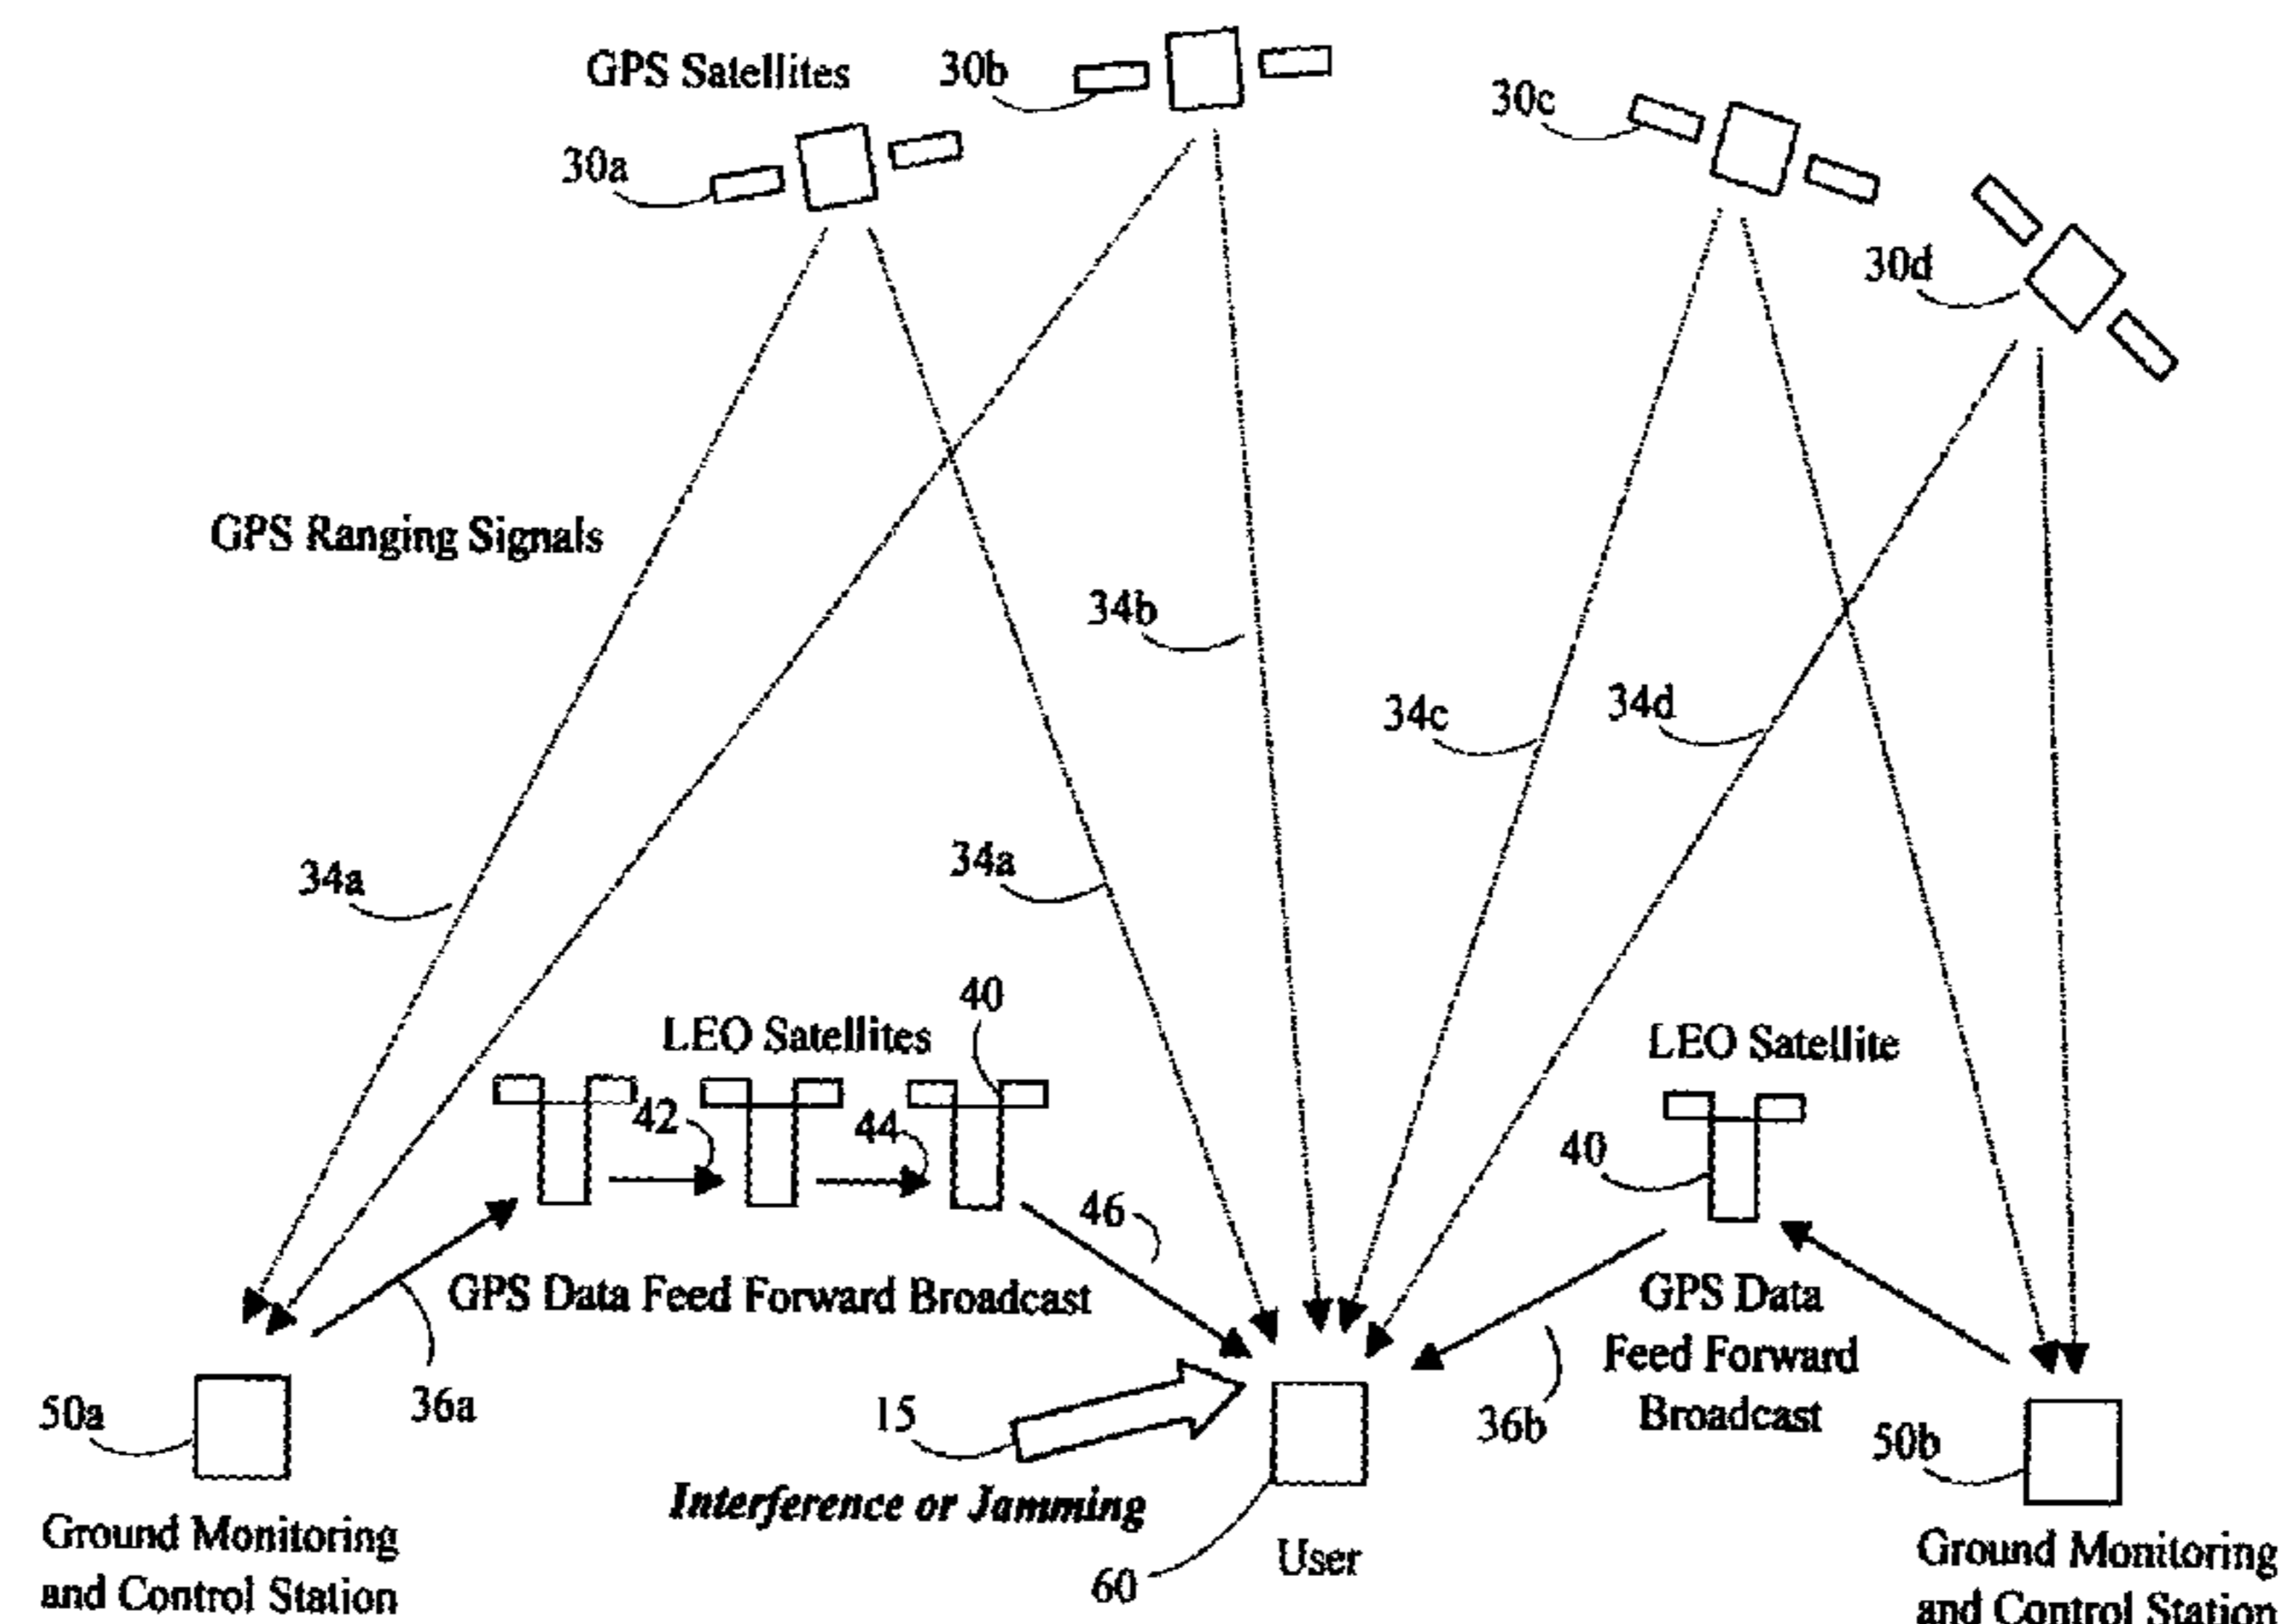 GPS Satellites
30b
30c
30a
30d
GPS Ranging Signals
34b
34c
34d
34a
34a
40
LEO Satellites
LEO Satellite
42
44
40
46
GPS Data Feed Forward Broadcast
GPS Data
Feed Forward
Broadcast
50a
36a
15
36b
50b
Interference or Jamming
Ground Monitoring
and Control Station
60
User
Ground Monitoring
and Control Station